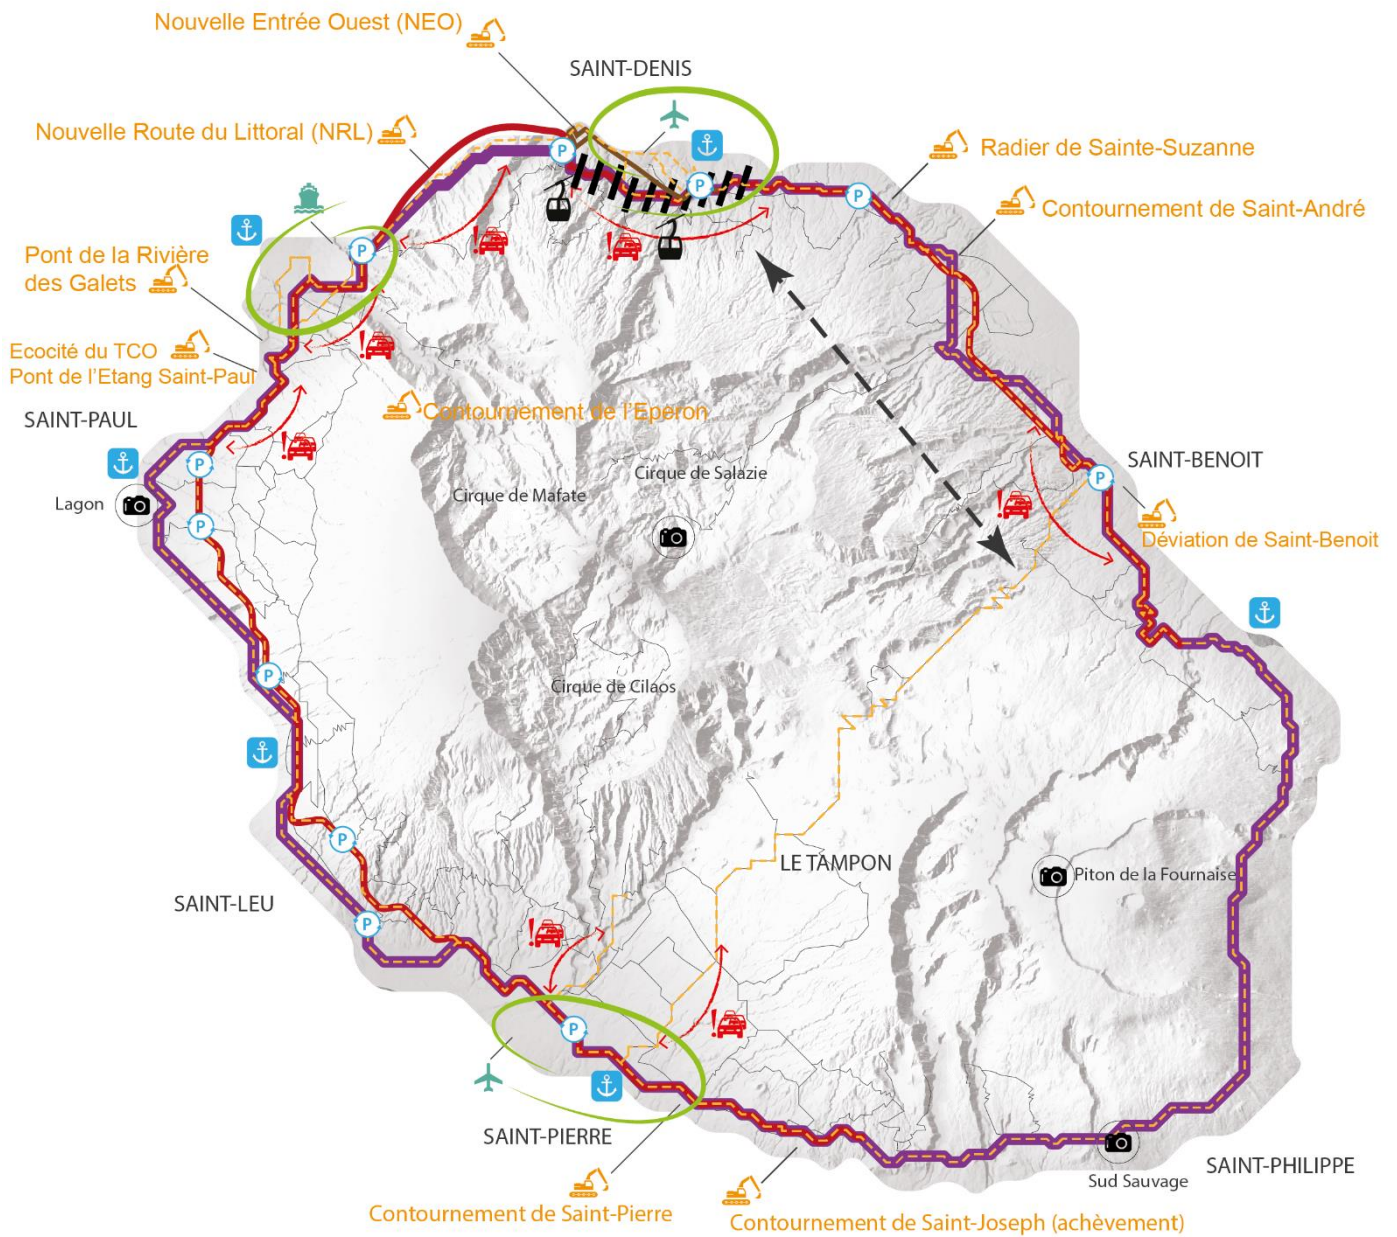 Nouvelle Entrée Ouest (NEO)
SAINT-DENIS
Nouvelle Route du Littoral (NRL)
Radier de Sainte-Suzanne
Contournement de Saint-André
Pont de la Rivière
des Galets
Ecocité du TCO
Pont de l'Etang Saint-Paul
SAINT-PAUL
Contournement de l'Eperon
Cirque de Salazie
Cirque de Mafate
Lagon
SAINT-BENOIT
Déviation de Saint-Benoit
Cirque de Cilaos
LE TAMPON
Piton de la Fournaise
SAINT-LEU
SAINT-PIERRE
SAINT-PHILIPPE
Sud Sauvage
Contournement de Saint-Pierre
Contournement de Saint-Joseph (achèvement)
P
P
P
P
P
P
P
P
P
P
P